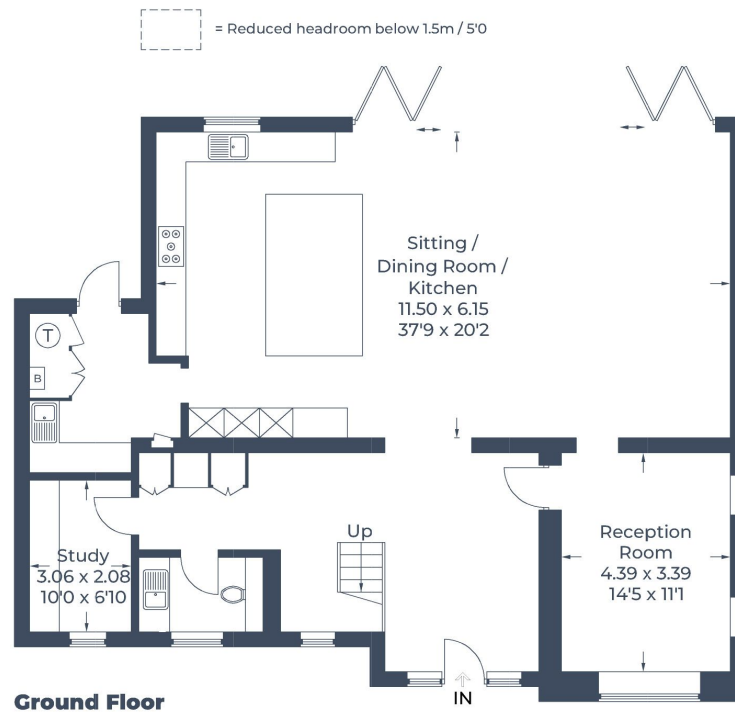 = Reduced headroom below 1.5m / 5'0
Sitting /
Dining Room /
Kitchen
11.50 x 6.15
37'9 x 20'2
T
B
Up
Study
3.06 x 2.08
10'0 x 6'10
Reception
Room
4.39 x 3.39
14'5 x 11'1
IN
Ground Floor